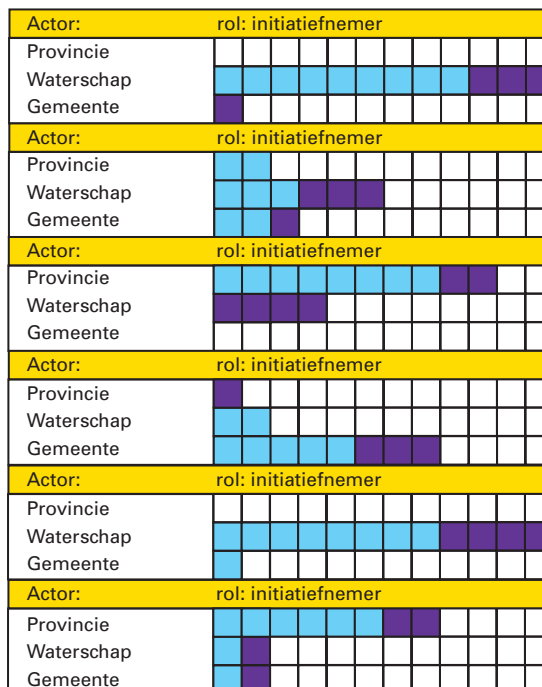 Actor: rol: initiatiefnemer
Provincie
Waterschap
Gemeente
Actor: rol: initiatiefnemer
Provincie
Waterschap
Gemeente
Actor: rol: initiatiefnemer
Provincie
Waterschap
Gemeente
Actor: rol: initiatiefnemer
Provincie
Waterschap
Gemeente
Actor: rol: initiatiefnemer
Provincie
Waterschap
Gemeente
Actor: rol: initiatiefnemer
Provincie
Waterschap
Gemeente